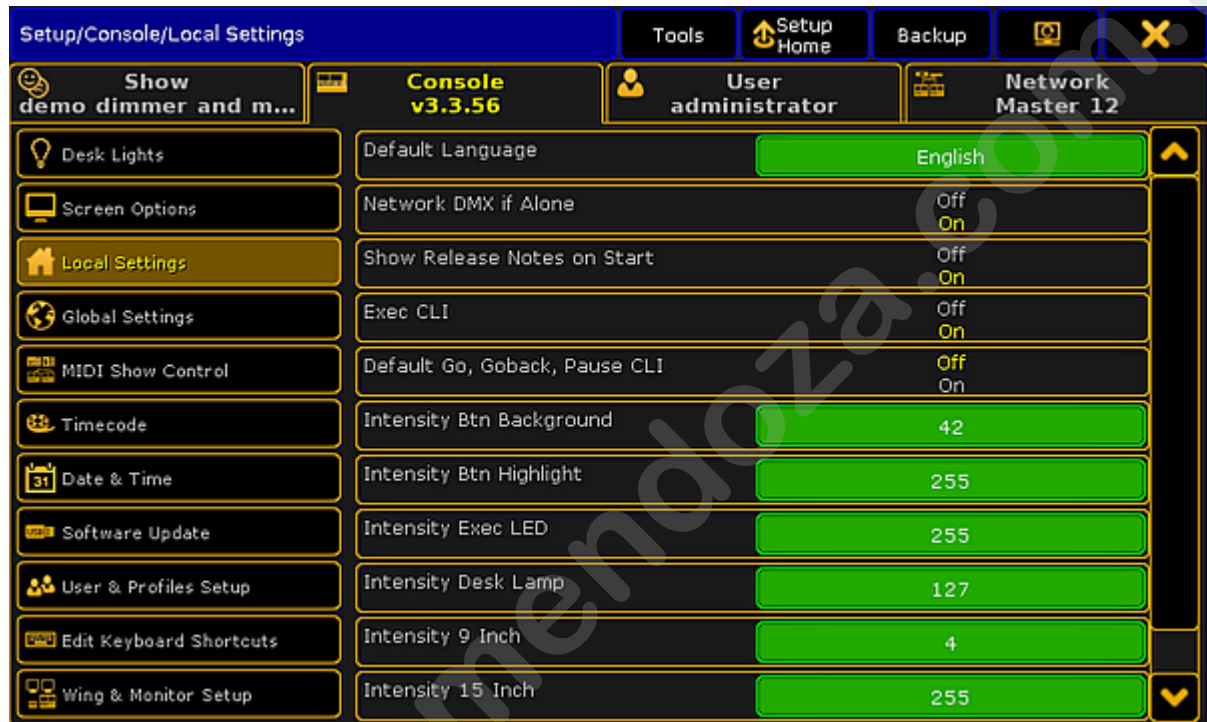 Setup/Console/Local Settings
Tools
Setup
Home
Backup
Show
demo dimmer and m...
Console
v3.3.56
User
administrator
Network
Master 12
Desk Lights
Screen Options
Local Settings
Global Settings
MIDI Show Control
Timecode
31 Date & Time
Software Update
User & Profiles Setup
Edit Keyboard Shortcuts
Wing & Monitor Setup
Default Language
English
Network DMX if Alone
Off
On
Show Release Notes on Start
Off
On
Exec CLI
Off
On
Default Go, Goback, Pause CLI
Off
On
Intensity Btn Background
42
Intensity Btn Highlight
255
Intensity Exec LED
255
Intensity Desk Lamp
127
Intensity 9 Inch
4
Intensity 15 Inch
255
mendoza.com.